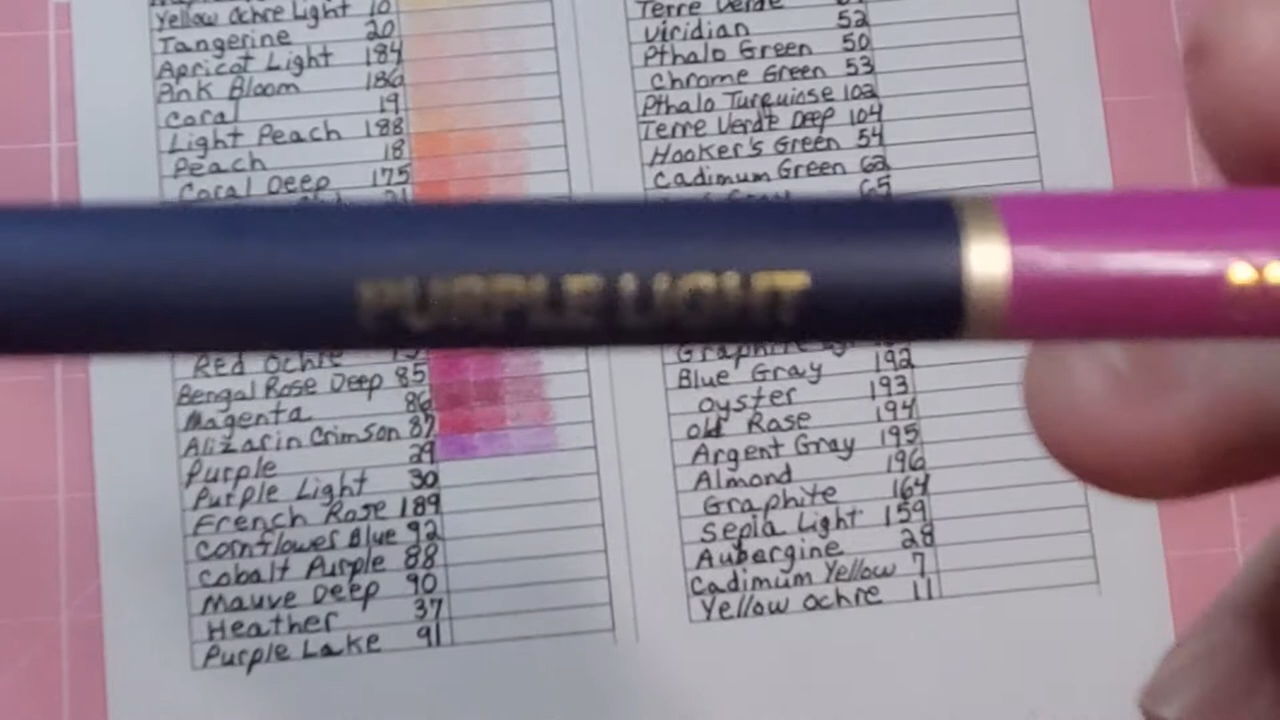 Yellow Ochre Light 10
Tangerine 20
Apricot Light 184
Pink Bloom 186
Coral 19
Light Peach 188
Peach 18
Coral Deep 175
21
PURPLE LIGHT
Red Ochre
Bengal Rose Deep 85
Magenta 86
Alizarin Crimson 87
Purple 29
Purple Light 30
French Rose 189
Cornflower Blue 92
Cobalt Purple 88
Mauve Deep 90
Heather 37
Purple Lake 91
Terre Verde
Viridian 52
Pthalo Green 50
Chrome Green 53
Pthalo Turquiose 102
Terre Verde Deep 104
Hooker's Green 54
Cadimum Green 62
65
Graphite
Blue Gray 192
Oyster 193
Old Rose 194
Argent Gray 195
Almond 196
Graphite 164
Sepia Light 159
Aubergine 28
Cadimum Yellow 7
Yellow Ochre 11